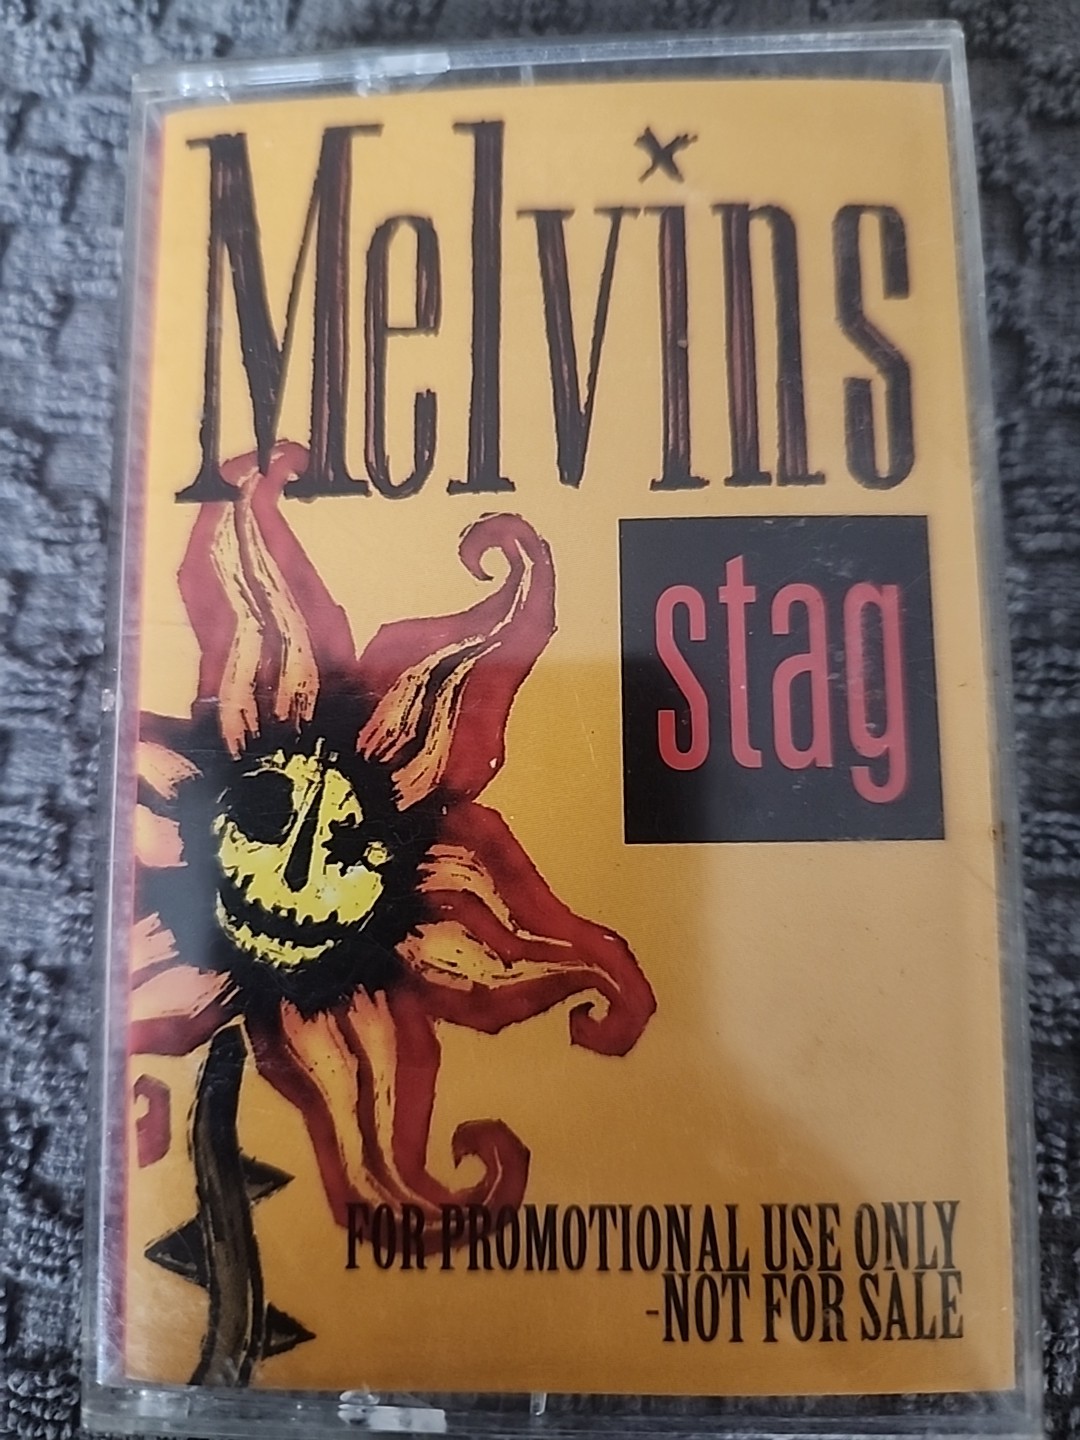 Melvins
stag
FOR PROMOTIONAL USE ONLY
-NOT FOR SALE